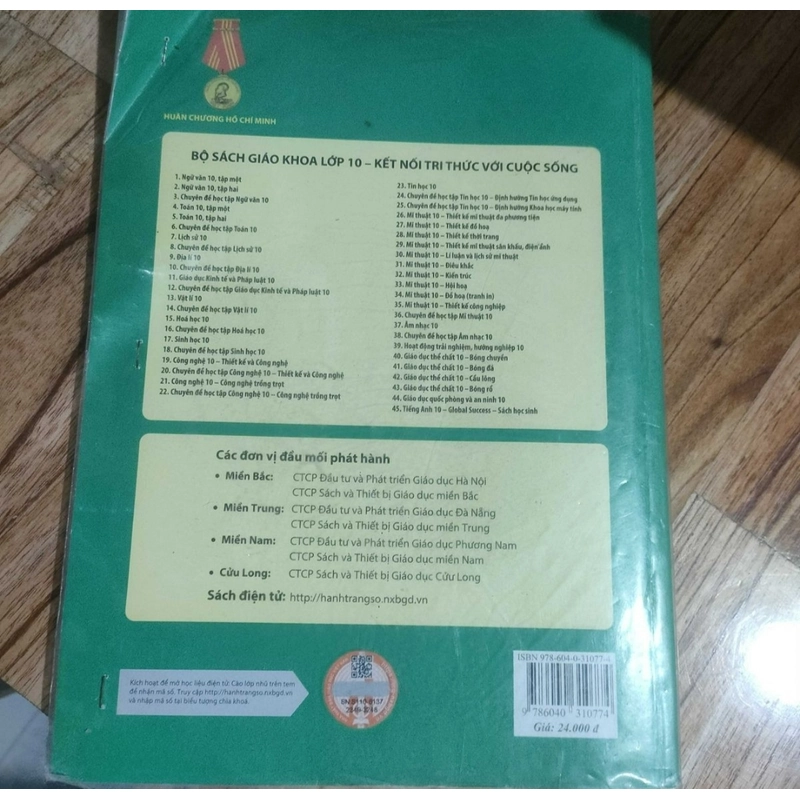 HUÂN CHƯƠNG HỒ CHÍ MINH
BỘ SÁCH GIÁO KHOA LỚP 10 – KẾT NỐI TRI THỨC VỚI CUỘC SỐNG
1. Ngữ văn 10, tập một
2. Ngữ văn 10, tập hai
3. Chuyên đề học tập Ngữ văn 10
4. Toán 10, tập một
5. Toán 10, tập hai
6. Chuyên đề học tập Toán 10
7. Lịch sử 10
8. Chuyên đề học tập Lịch sử 10
9. Địa lí 10
10. Chuyên đề học tập Địa lí 10
11. Giáo dục Kinh tế và Pháp luật 10
12. Chuyên đề học tập Giáo dục Kinh tế và Pháp luật 10
13. Vật lí 10
14. Chuyên đề học tập Vật lí 10
15. Hoá học 10
16. Chuyên đề học tập Hoá học 10
17. Sinh học 10
18. Chuyên đề học tập Sinh học 10
19. Công nghệ 10 – Thiết kế và Công nghệ
20. Chuyên đề học tập Công nghệ 10 – Thiết kế và Công nghệ
21. Công nghệ 10 – Công nghệ trồng trọt
22. Chuyên đề học tập Công nghệ 10 – Công nghệ trồng trọt
23. Tin học 10
24. Chuyên đề học tập Tin học 10 – Định hướng Tin học ứng dụng
25. Chuyên đề học tập Tin học 10 – Định hướng Khoa học máy tính
26. Mĩ thuật 10 – Thiết kế mĩ thuật đa phương tiện
27. Mĩ thuật 10 – Thiết kế đồ hoạ
28. Mĩ thuật 10 – Thiết kế thời trang
29. Mĩ thuật 10 – Thiết kế mĩ thuật sân khấu, điện ảnh
30. Mĩ thuật 10 – Lí luận và lịch sử mĩ thuật
31. Mĩ thuật 10 – Điêu khắc
32. Mĩ thuật 10 – Kiến trúc
33. Mĩ thuật 10 – Hội hoạ
34. Mĩ thuật 10 – Đồ hoạ (tranh in)
35. Mĩ thuật 10 – Thiết kế công nghiệp
36. Chuyên đề học tập Mĩ thuật 10
37. Âm nhạc 10
38. Chuyên đề học tập Âm nhạc 10
39. Hoạt động trải nghiệm, hướng nghiệp 10
40. Giáo dục thể chất 10 – Bóng chuyền
41. Giáo dục thể chất 10 – Bóng đá
42. Giáo dục thể chất 10 – Cầu lông
43. Giáo dục thể chất 10 – Bóng rổ
44. Giáo dục quốc phòng và an ninh 10
45. Tiếng Anh 10 – Global Success – Sách học sinh
Các đơn vị đầu mối phát hành
• Miền Bắc: CTCP Đầu tư và Phát triển Giáo dục Hà Nội
CTCP Sách và Thiết bị Giáo dục miền Bắc
• Miền Trung: CTCP Đầu tư và Phát triển Giáo dục Đà Nẵng
CTCP Sách và Thiết bị Giáo dục miền Trung
• Miền Nam: CTCP Đầu tư và Phát triển Giáo dục Phương Nam
CTCP Sách và Thiết bị Giáo dục miền Nam
• Cửu Long: CTCP Sách và Thiết bị Giáo dục Cửu Long
Sách điện tử: http://hanhtrangso.nxbgd.vn
Kích hoạt để mở học liệu điện tử: Cào lớp nhũ trên tem
để nhận mã số. Truy cập http://hanhtrangso.nxbgd.vn
và nhập mã số tại biểu tượng chìa khoá.
ISBN 978-604-0-31077-4
9 786040 310774
Giá: 24.000 đ